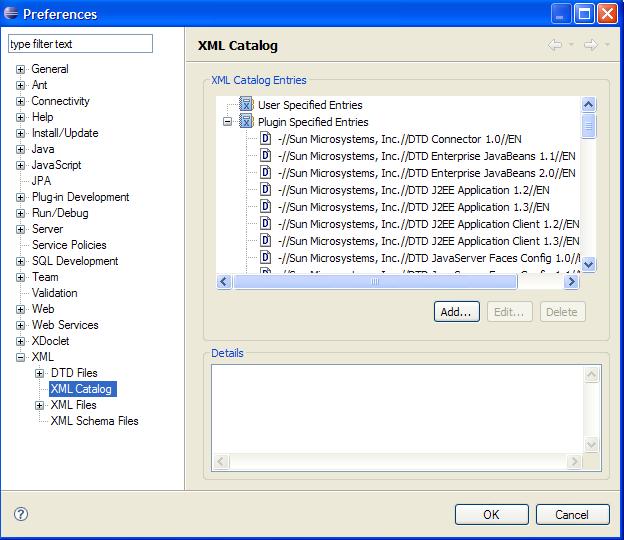 Preferences
type filter text
General
Ant
Connectivity
Help
Install/Update
Java
JavaScript
JPA
Plug-in Development
Run/Debug
Server
Service Policies
SQL Development
Team
Validation
Web
Web Services
XDoclet
XML
DTD Files
XML Catalog
XML Files
XML Schema Files
XML Catalog
XML Catalog Entries
User Specified Entries
Plugin Specified Entries
-//Sun Microsystems, Inc.//DTD Connector 1.0//EN
-//Sun Microsystems, Inc.//DTD Enterprise JavaBeans 1.1//EN
-//Sun Microsystems, Inc.//DTD Enterprise JavaBeans 2.0//EN
-//Sun Microsystems, Inc.//DTD J2EE Application 1.2//EN
-//Sun Microsystems, Inc.//DTD J2EE Application 1.3//EN
-//Sun Microsystems, Inc.//DTD J2EE Application Client 1.2//EN
-//Sun Microsystems, Inc.//DTD J2EE Application Client 1.3//EN
-//Sun Microsystems, Inc.//DTD JavaServer Faces Config 1.0//
Add...
Edit...
Delete
Details
OK
Cancel